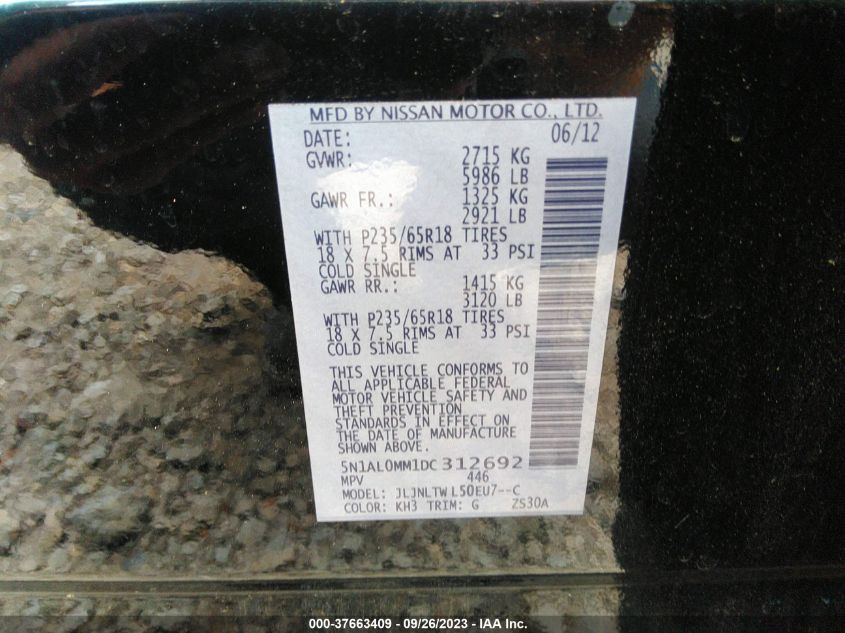 MFD BY NISSAN MOTOR CO., LTD.
DATE: 06/12
GVWR: 2715 KG
5986 LB
GAWR FR.: 1325 KG
2921 LB
WITH P235/65R18 TIRES
18 X 7.5 RIMS AT 33 PSI
COLD SINGLE
GAWR RR.: 1415 KG
3120 LB
WITH P235/65R18 TIRES
18 X 7.5 RIMS AT 33 PSI
COLD SINGLE
THIS VEHICLE CONFORMS TO
ALL APPLICABLE FEDERAL
MOTOR VEHICLE SAFETY AND
THEFT PREVENTION
STANDARDS IN EFFECT ON
THE DATE OF MANUFACTURE
SHOWN ABOVE.
5N1AL0MM1DC312692
MPV 446
MODEL: JLJNLTWL50EU7--C
COLOR: KH3 TRIM: G ZS30A
000-37663409 - 09/26/2023 - IAA Inc.